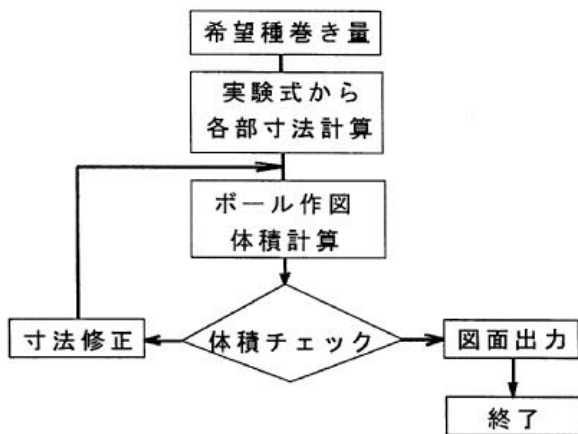 希望種巻き量
実験式から
各部寸法計算
ボール作図
体積計算
寸法修正
体積チェック
図面出力
終了